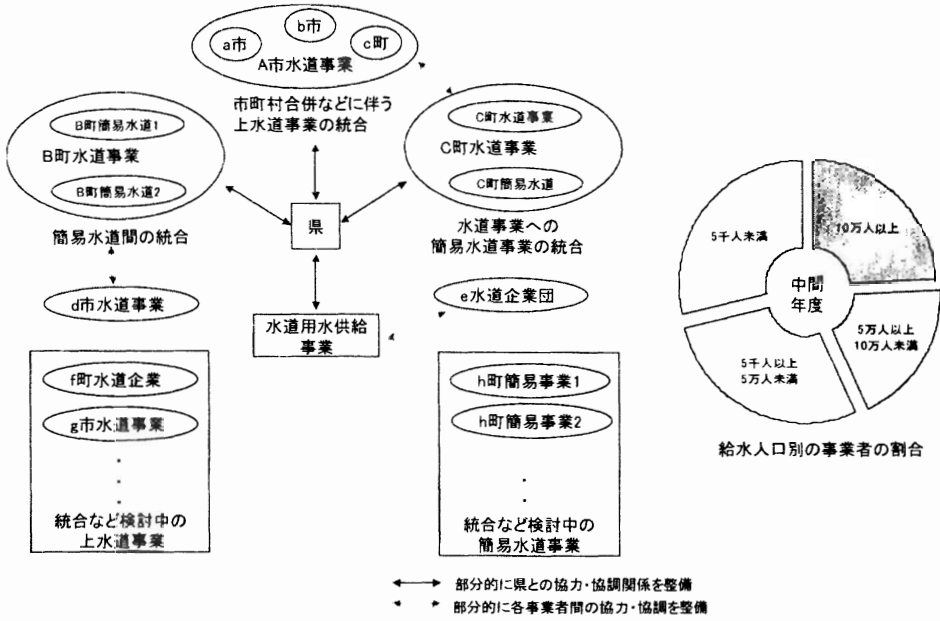 a市
b市
c町
A市水道事業
市町村合併などに伴う
上水道事業の統合
B町簡易水道1
B町水道事業
B町簡易水道2
簡易水道間の統合
C町水道事業
C町水道事業
C町簡易水道
水道事業への
簡易水道事業の統合
県
d市水道事業
水道用水供給
事業
e水道企業団
f町水道企業
g市水道事業
・
・
・
統合など検討中の
上水道事業
h町簡易事業1
h町簡易事業2
・
・
統合など検討中の
簡易水道事業
5千人未満
10万人以上
中間
年度
5万人以上
10万人未満
5千人以上
5万人未満
給水人口別の事業者の割合
部分的に県との協力・協調関係を整備
部分的に各事業者間の協力・協調を整備